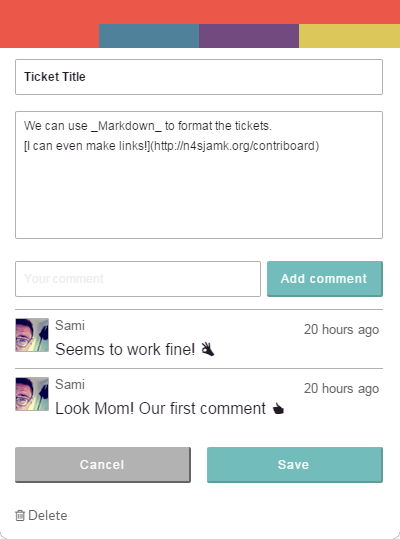 Ticket Title
We can use _Markdown_ to format the tickets.
[I can even make links!](http://n4sjamk.org/contriboard)
Your comment
Add comment
Sami
20 hours ago
Seems to work fine! 👌
Sami
20 hours ago
Look Mom! Our first comment 👍
Cancel
Save
Delete